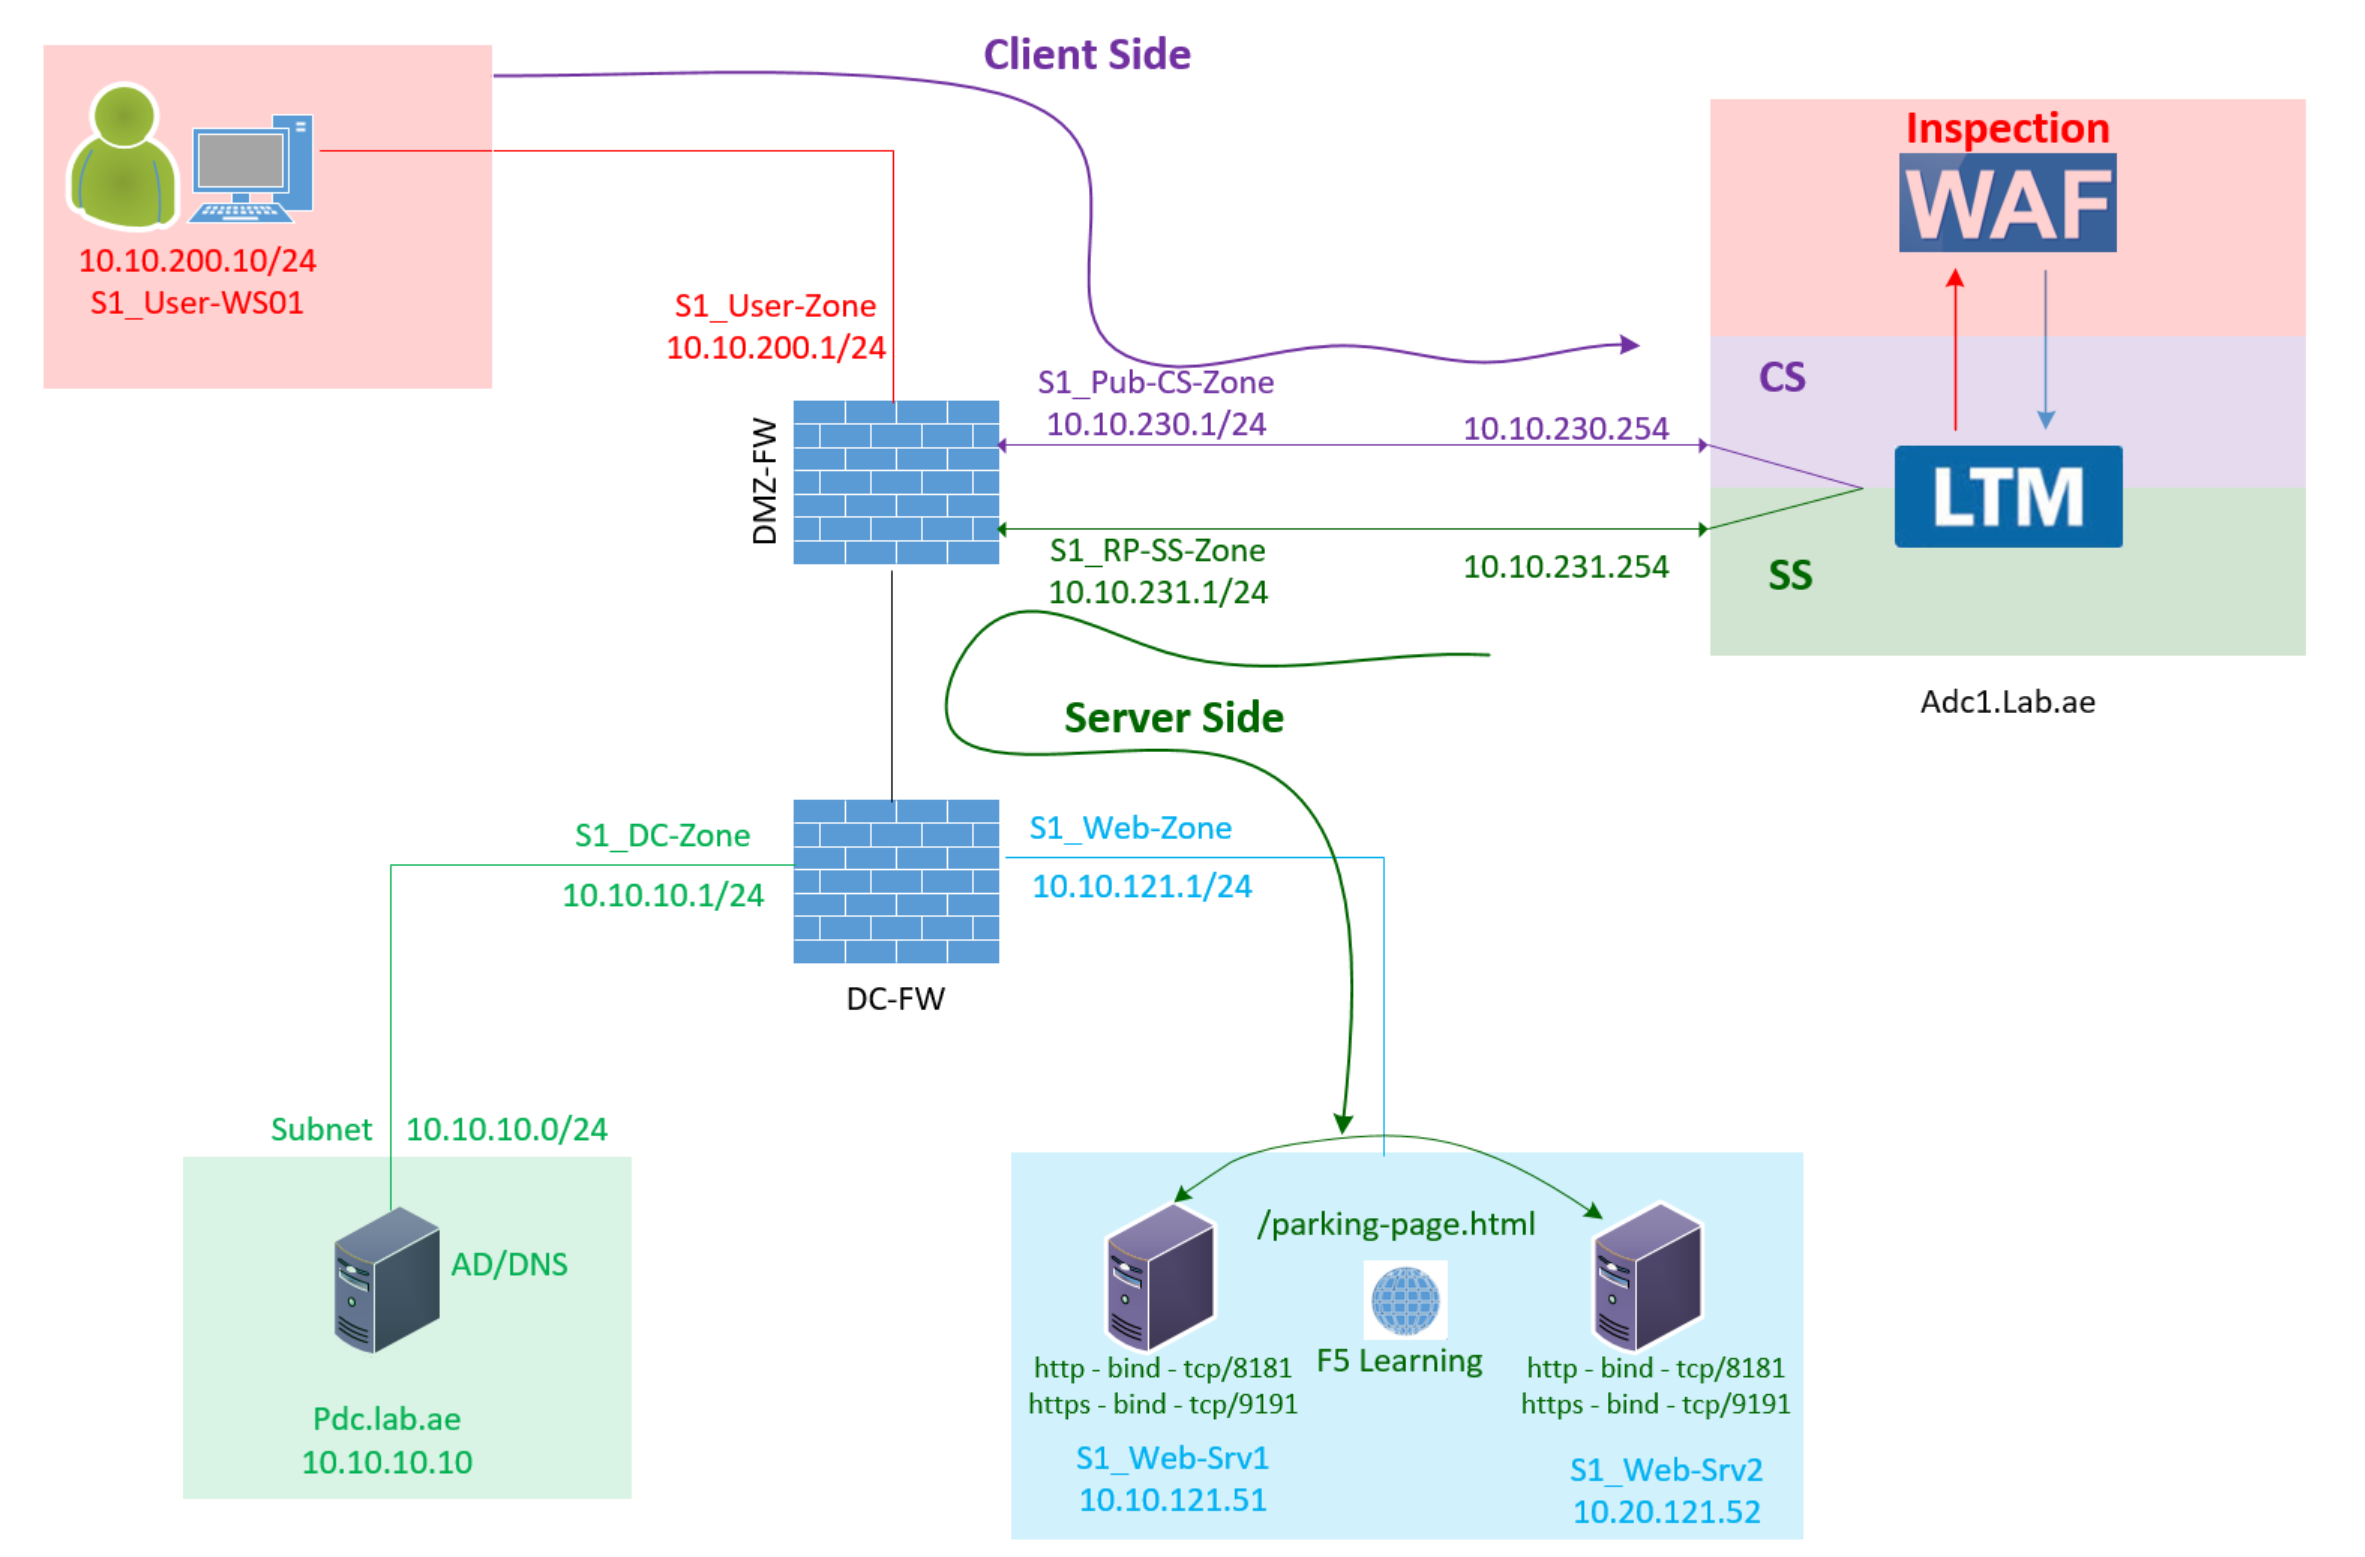 Client Side
Inspection
WAF
10.10.200.10/24
S1_User-WS01
S1_User-Zone
10.10.200.1/24
CS
S1_Pub-CS-Zone
10.10.230.1/24
10.10.230.254
DMZ-FW
LTM
S1_RP-SS-Zone
10.10.231.1/24
10.10.231.254
SS
Server Side
Adc1.Lab.ae
S1_DC-Zone
10.10.10.1/24
S1_Web-Zone
10.10.121.1/24
DC-FW
Subnet 10.10.10.0/24
AD/DNS
Pdc.lab.ae
10.10.10.10
/parking-page.html
F5 Learning
http - bind - tcp/8181
https - bind - tcp/9191
S1_Web-Srv1
10.10.121.51
http - bind - tcp/8181
https - bind - tcp/9191
S1_Web-Srv2
10.20.121.52